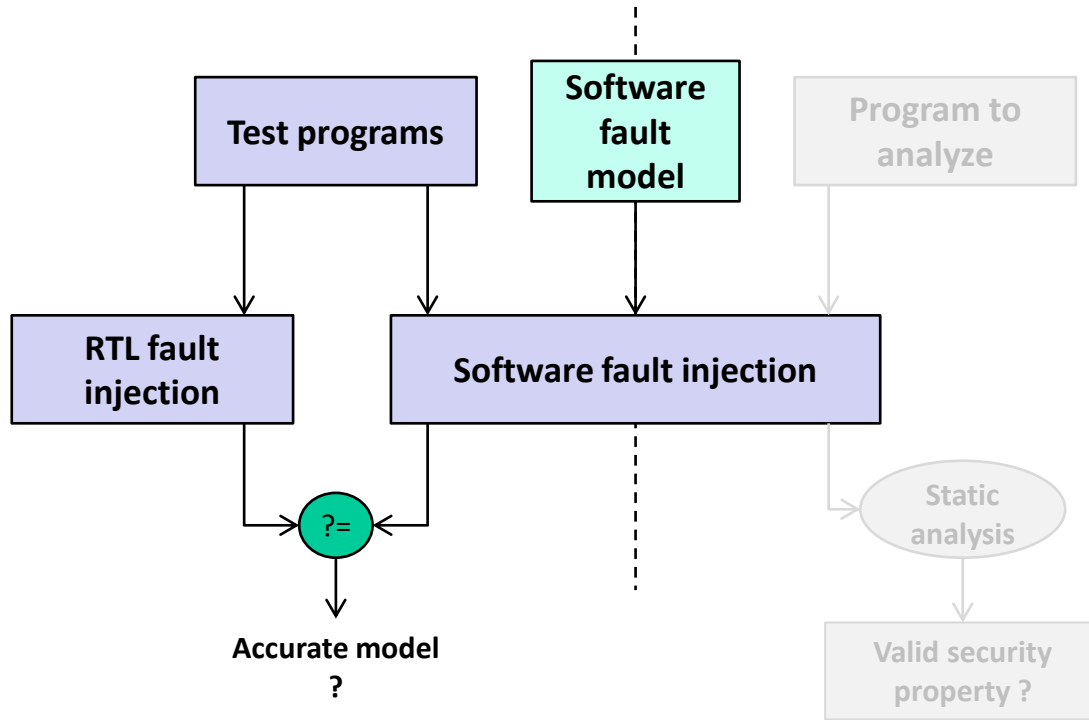 Test programs
Software
fault
model
Program to
analyze
RTL fault
injection
Software fault injection
?=
Static
analysis
Accurate model
?
Valid security
property ?